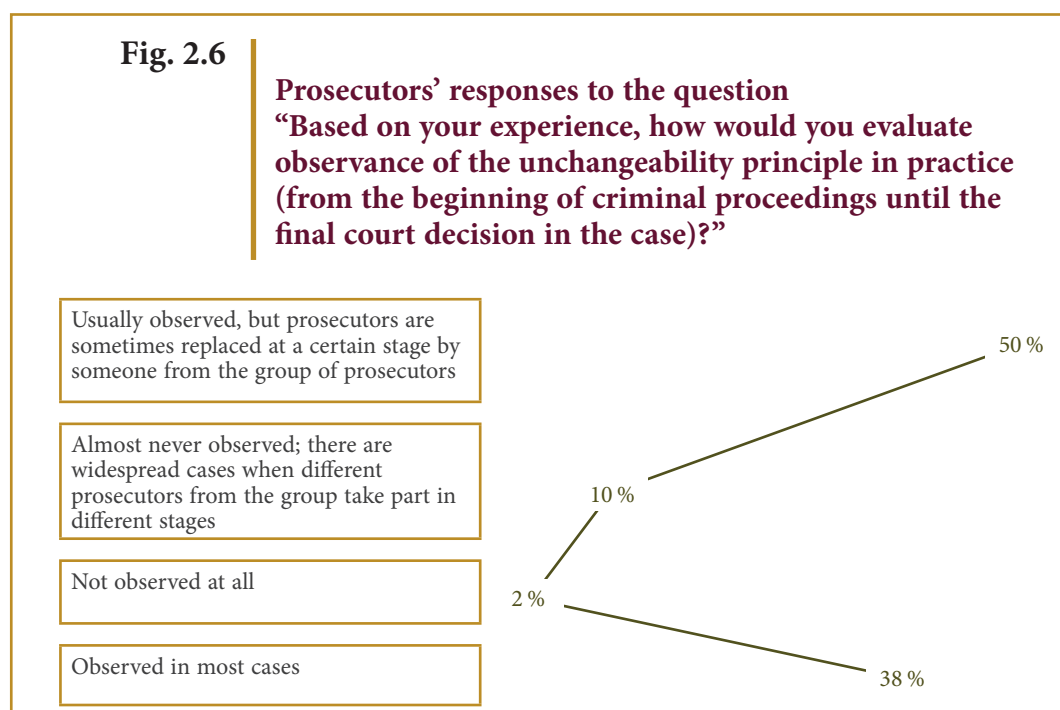 Fig. 2.6
Prosecutors’ responses to the question
“Based on your experience, how would you evaluate
observance of the unchangeability principle in practice
(from the beginning of criminal proceedings until the
final court decision in the case)?”
Usually observed, but prosecutors are
sometimes replaced at a certain stage by
someone from the group of prosecutors
50 %
Almost never observed; there are
widespread cases when different
prosecutors from the group take part in
different stages
10 %
Not observed at all
2 %
Observed in most cases
38 %